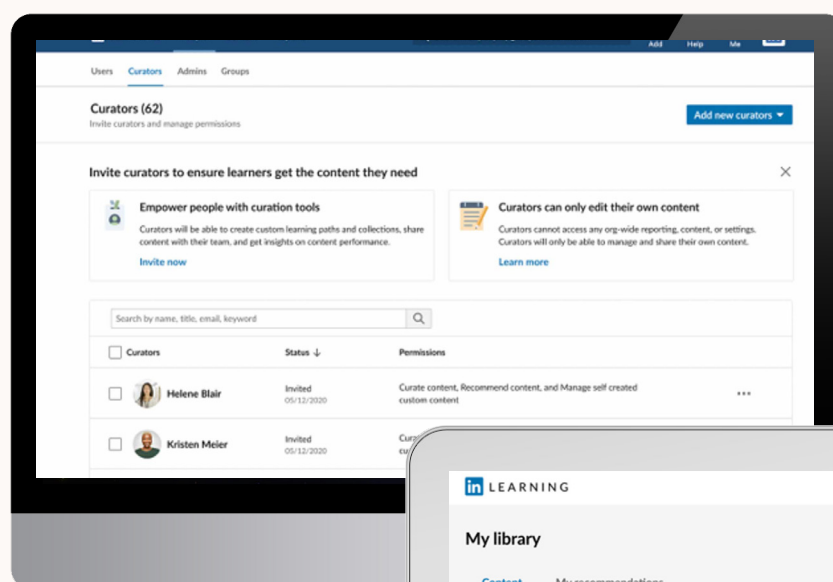 Add Help Me
Users Curators Admins Groups
Curators (62)
Invite curators and manage permissions
Add new curators
Invite curators to ensure learners get the content they need
Empower people with curation tools
Curators will be able to create custom learning paths and collections, share
content with their team, and get insights on content performance.
Invite now
Curators can only edit their own content
Curators cannot access any org-wide reporting, content, or settings.
Curators will only be able to manage and share their own content.
Learn more
Search by name, title, email, keyword
Curators Status ↓ Permissions
Helene Blair
Invited
05/12/2020
Curate content, Recommend content, and Manage self created
custom content
Kristen Meier
Invited
05/12/2020
in LEARNING
My library
Content My recommendations